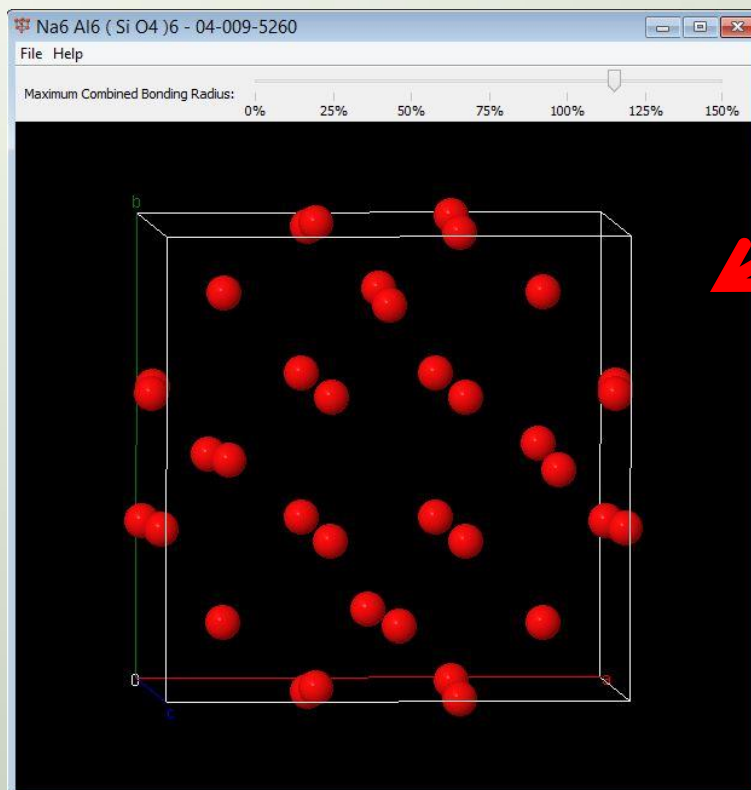 Na6 Al6 ( Si O4 )6 - 04-009-5260
File Help
Maximum Combined Bonding Radius:
0% 25% 50% 75% 100% 125% 150%
b
0 a
c